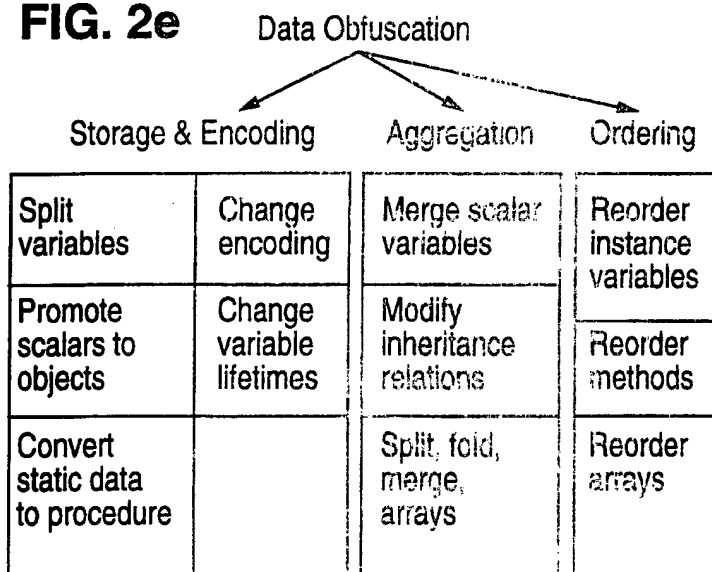 FIG. 2e
Data Obfuscation
Storage & Encoding
Aggregation
Ordering
Split
variables
Change
encoding
Merge scalar
variables
Reorder
instance
variables
Promote
scalars to
objects
Change
variable
lifetimes
Modify
inheritance
relations
Reorder
methods
Convert
static data
to procedure
Split, fold,
merge,
arrays
Reorder
arrays